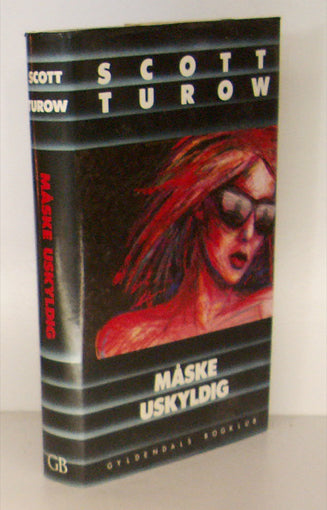 SCOTT
TUROW
MÅSKE USKYLDIG
GB
SCOTT
TUROW
MÅSKE
USKYLDIG
GYLDENDALS BOGKLUB